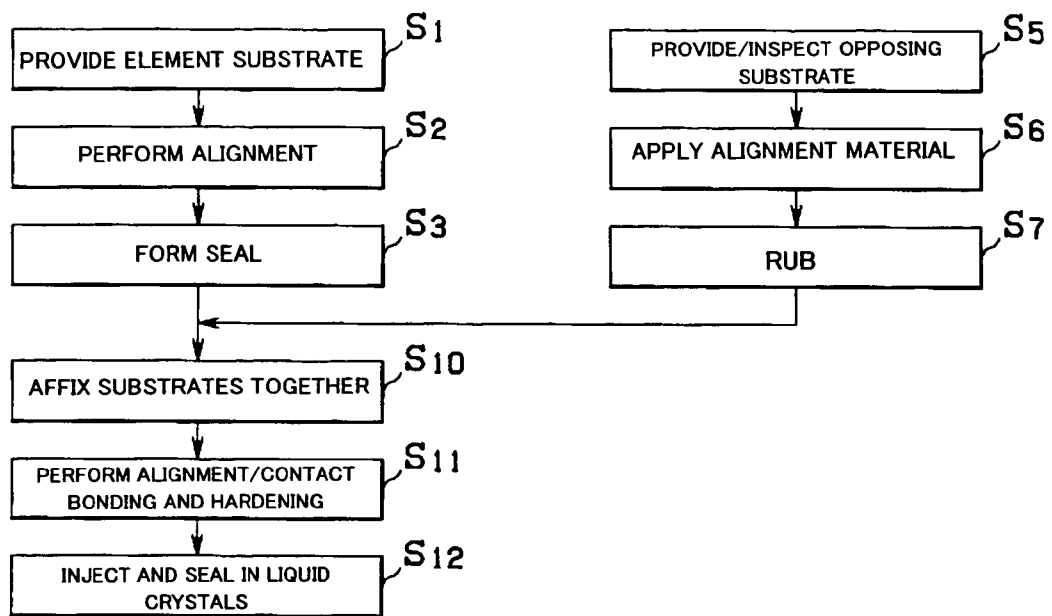 S1
PROVIDE ELEMENT SUBSTRATE
S2
PERFORM ALIGNMENT
S3
FORM SEAL
S5
PROVIDE/INSPECT OPPOSING
SUBSTRATE
S6
APPLY ALIGNMENT MATERIAL
S7
RUB
S10
AFFIX SUBSTRATES TOGETHER
S11
PERFORM ALIGNMENT/CONTACT
BONDING AND HARDENING
S12
INJECT AND SEAL IN LIQUID
CRYSTALS